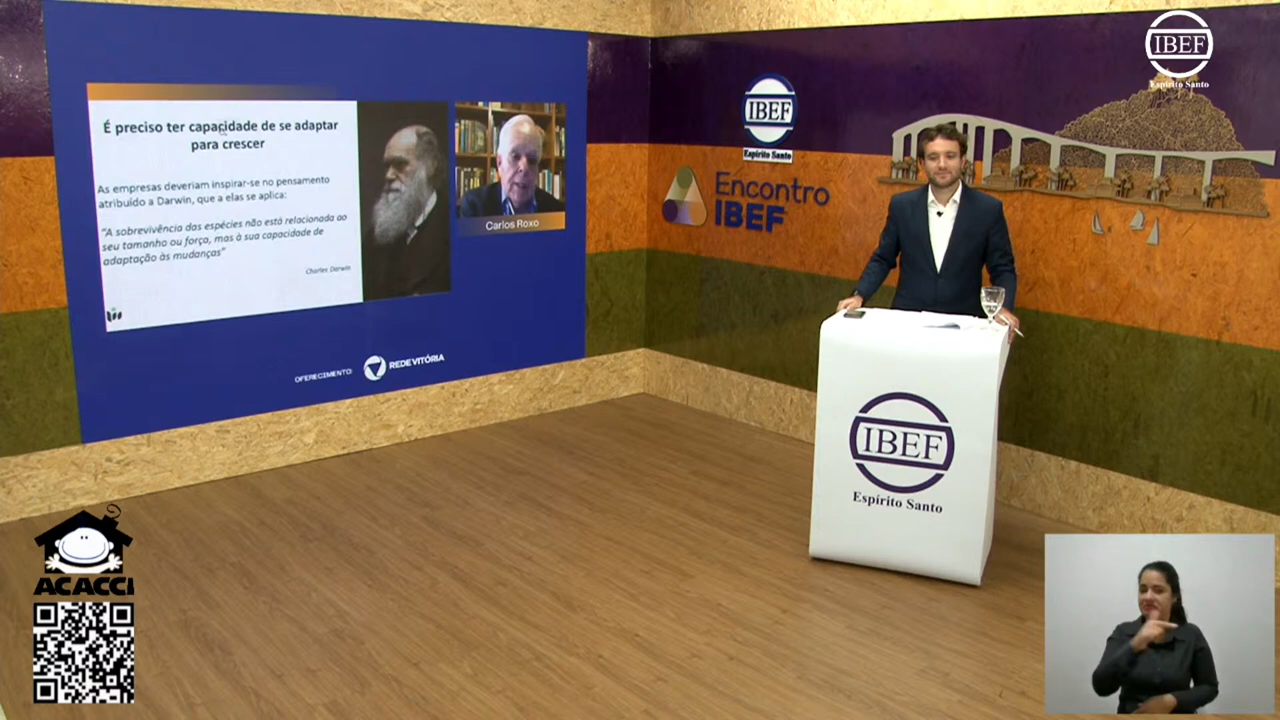 É preciso ter capacidade de se adaptar
para crescer
As empresas deveriam inspirar-se no pensamento
atribuído a Darwin, que a elas se aplica:
“A sobrevivência das espécies não está relacionada ao
seu tamanho ou força, mas à sua capacidade de
adaptação às mudanças”
Charles Darwin
Carlos Roxo
OFERECIMENTO:
REDE VITÓRIA
IBEF
Espírito Santo
Encontro
IBEF
IBEF
Espírito Santo
IBEF
Espírito Santo
ACACCI